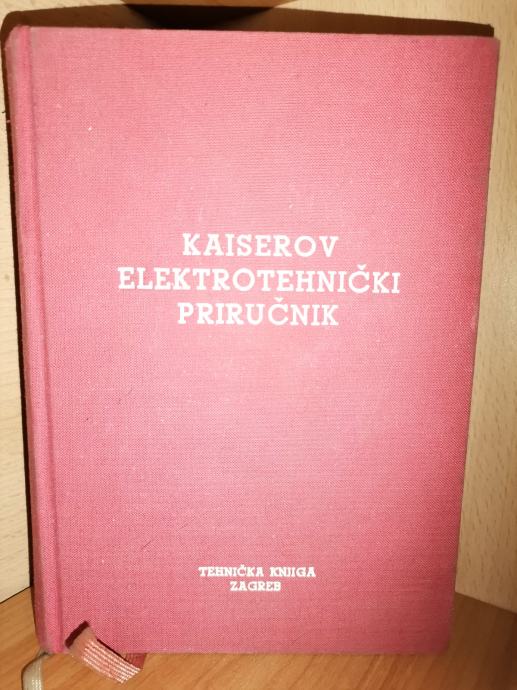 KAISEROV
ELEKTROTEHNIČKI
PRIRUČNIK
TEHNIČKA KNJIGA
ZAGREB